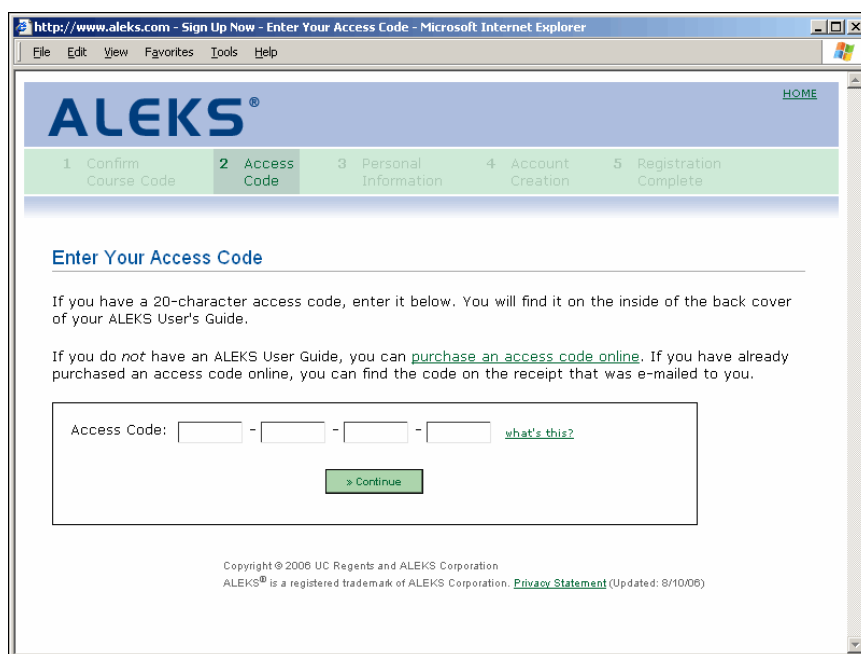 http://www.aleks.com - Sign Up Now - Enter Your Access Code - Microsoft Internet Explorer
File Edit View Favorites Tools Help
HOME
ALEKS®
1 Confirm Course Code 2 Access Code 3 Personal Information 4 Account Creation 5 Registration Complete
Enter Your Access Code
If you have a 20-character access code, enter it below. You will find it on the inside of the back cover
of your ALEKS User's Guide.
If you do not have an ALEKS User Guide, you can purchase an access code online. If you have already
purchased an access code online, you can find the code on the receipt that was e-mailed to you.
Access Code: - - - what's this?
» Continue
Copyright © 2006 UC Regents and ALEKS Corporation
ALEKS® is a registered trademark of ALEKS Corporation. Privacy Statement (Updated: 8/10/06)